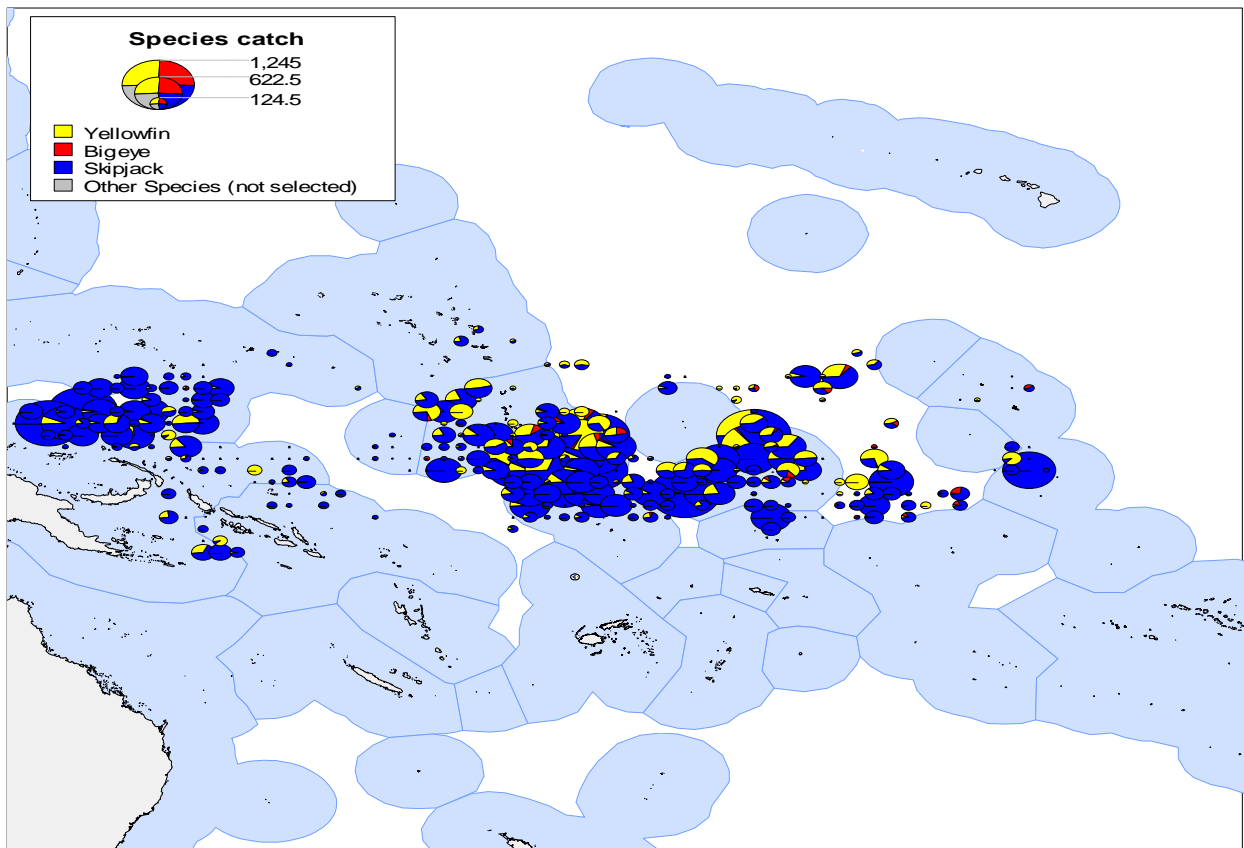 Species catch
1,245
622.5
124.5
Yellowfin
Bigeye
Skipjack
Other Species (not selected)